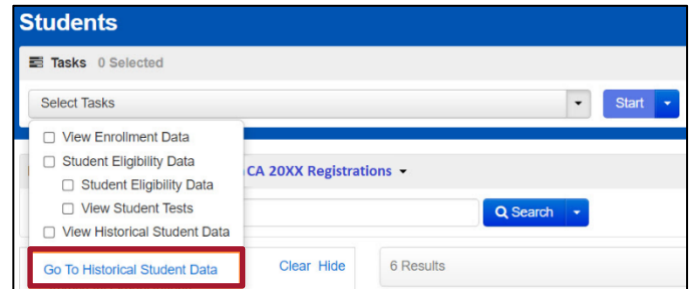 Students
Tasks 0 Selected
Select Tasks
Start
View Enrollment Data
Student Eligibility Data
CA 20XX Registrations
Student Eligibility Data
View Student Tests
Search
View Historical Student Data
Go To Historical Student Data
Clear Hide
6 Results